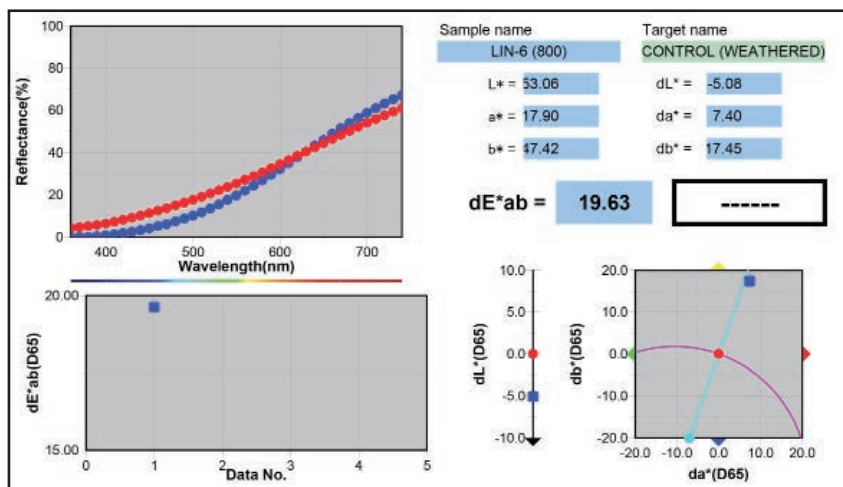 Sample name
Target name
LIN-6 (800)
CONTROL (WEATHERED)
L* = 53.06
dL* = -5.08
a* = 17.90
da* = 7.40
b* = 47.42
db* = 17.45
dE*ab = 19.63
------
Reflectance(%)
100
80
60
40
20
0
400 500 600 700
Wavelength(nm)
dE*ab(D65)
20.00
15.00
0 1 2 3 4 5
Data No.
dL*(D65)
10.0
5.0
0.0
-5.0
-10.0
db*(D65)
20.0
10.0
0.0
-10.0
-20.0
-20.0 -10.0 0.0 10.0 20.0
da*(D65)